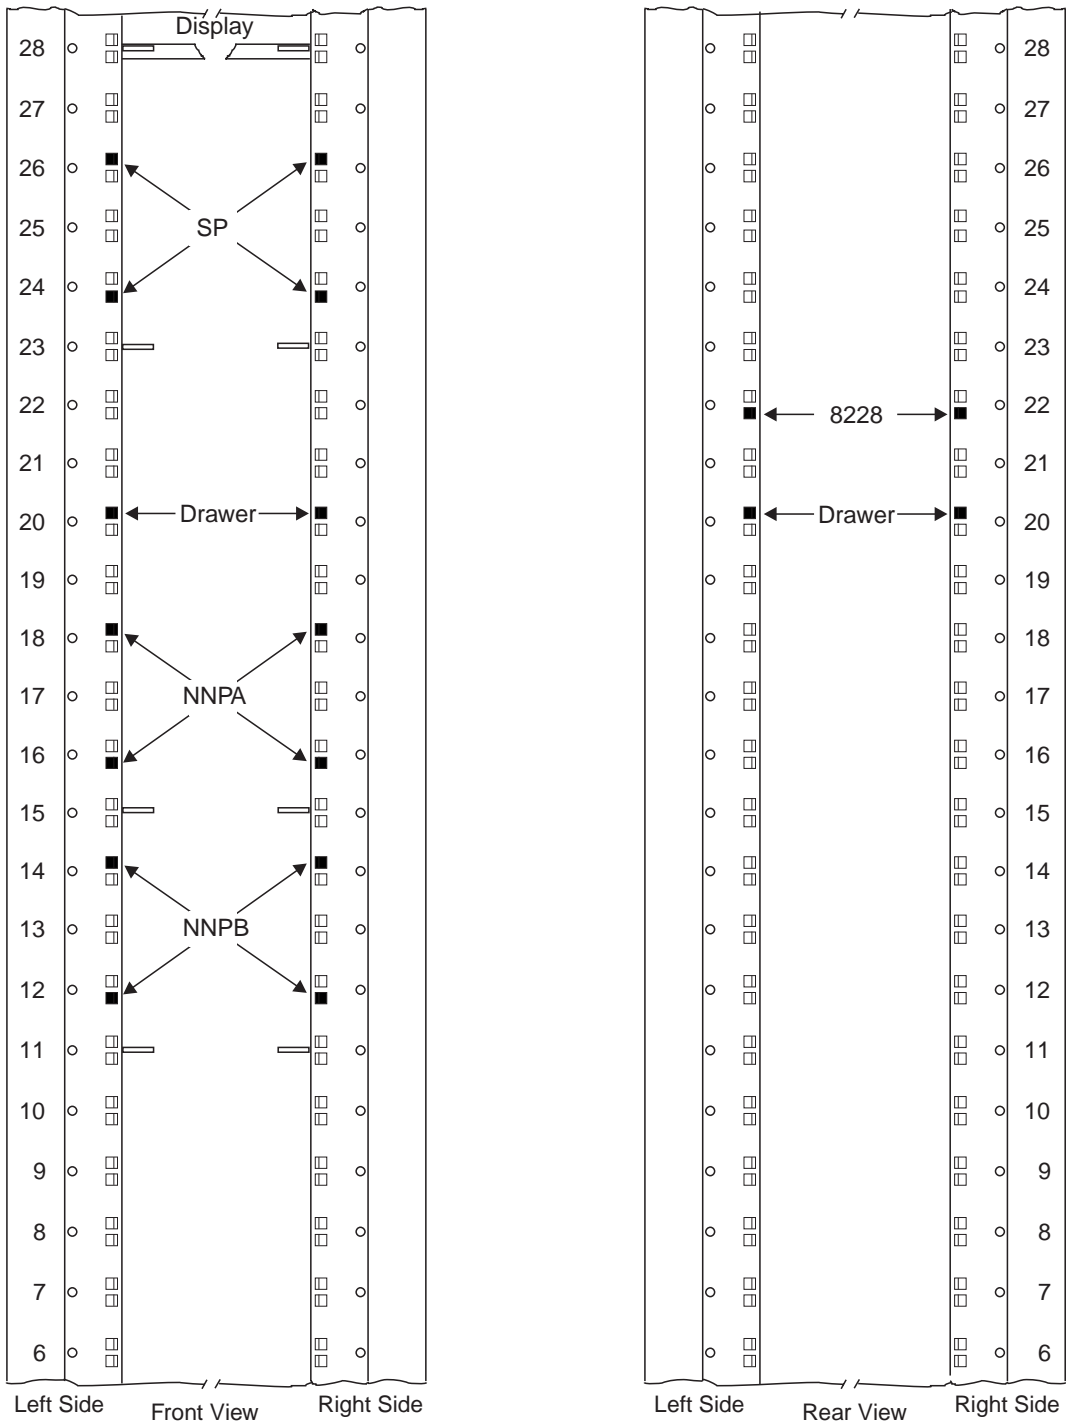 Display
28 28
27 27
26 26
25 SP 25
24 24
23 23
22 8228 22
21 21
20 Drawer Drawer 20
19 19
18 18
17 NNPA 17
16 16
15 15
14 14
13 NNPB 13
12 12
11 11
10 10
9 9
8 8
7 7
6 6
Left Side Front View Right Side Left Side Rear View Right Side